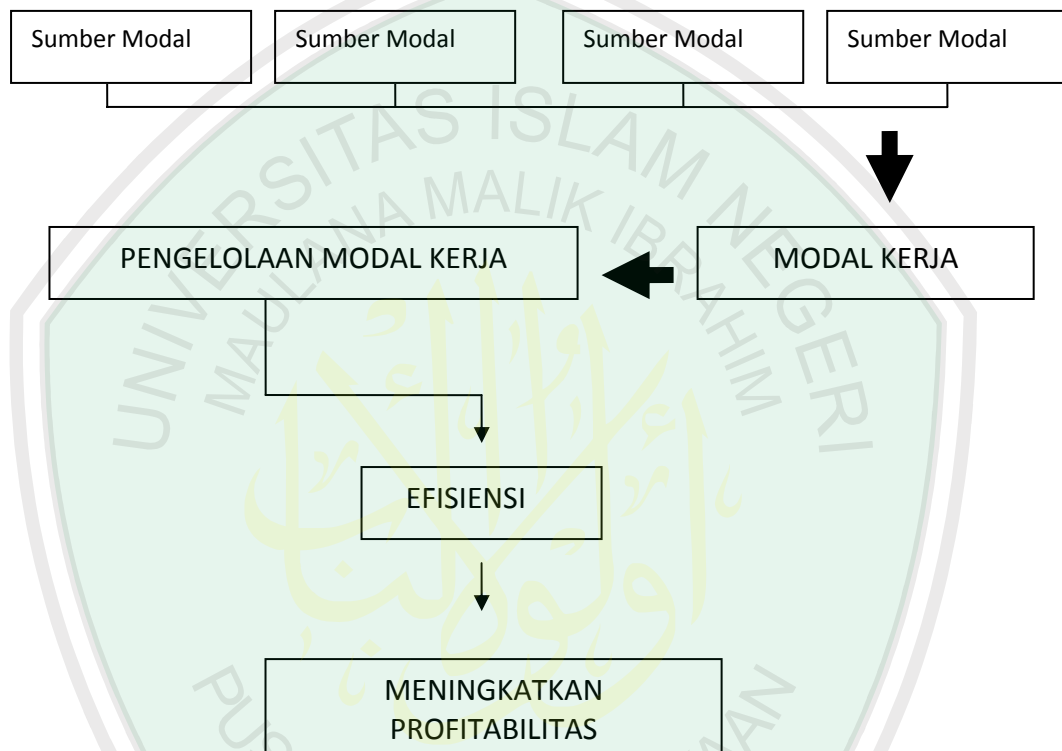 Sumber Modal
Sumber Modal
Sumber Modal
Sumber Modal
UNIVERSITAS ISLAM NEGERI
MAULANA MALIK IBRAHIM
PENGELOLAAN MODAL KERJA
MODAL KERJA
EFISIENSI
MENINGKATKAN
PROFITABILITAS